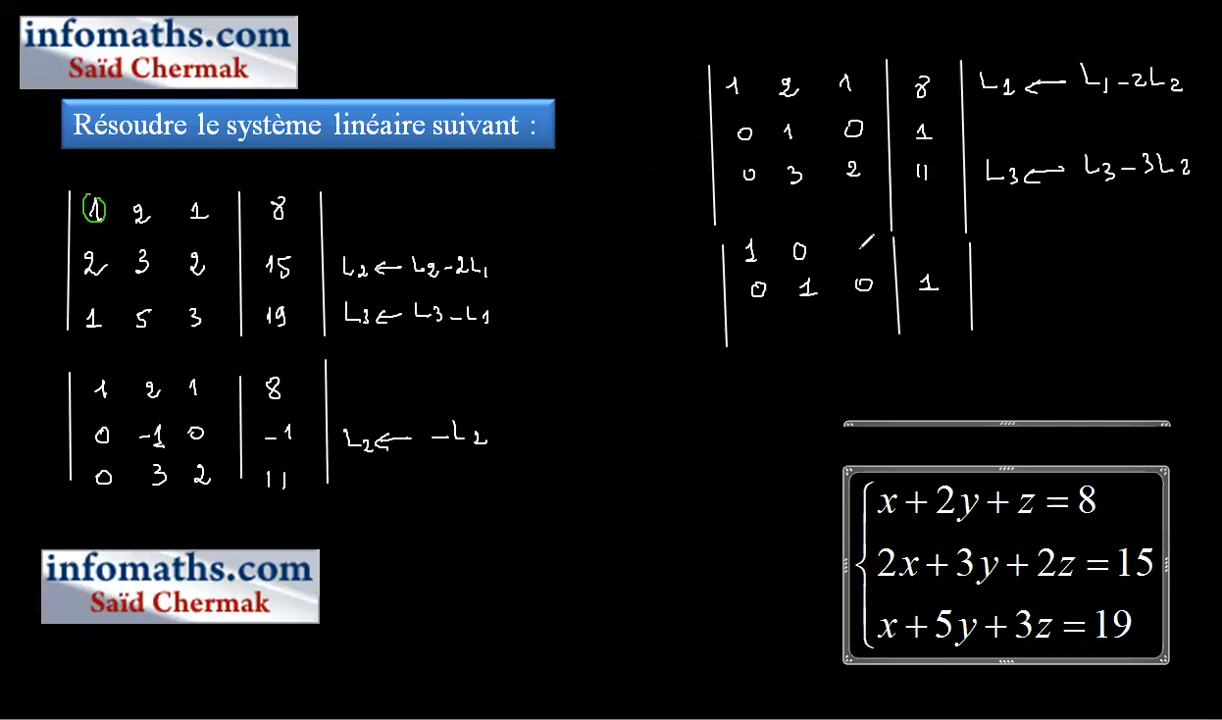 infomaths.com
Saïd Chermak
Résoudre le système linéaire suivant :
1 2 1 8
2 3 2 15 L2 ← L2 - 2L1
1 5 3 19 L3 ← L3 - L1
1 2 1 8
0 -1 0 -1 L2 ← -L2
0 3 2 11
infomaths.com
Saïd Chermak
1 2 1 8 L1 ← L1 - 2L2
0 1 0 1
0 3 2 11 L3 ← L3 - 3L2
1 0
0 1 0 1
x + 2y + z = 8
2x + 3y + 2z = 15
x + 5y + 3z = 19